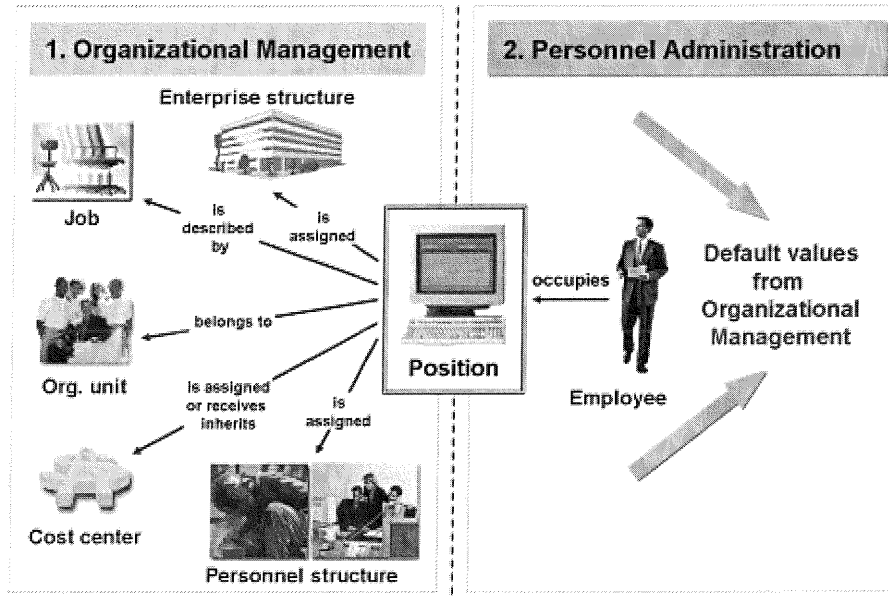 1. Organizational Management
2. Personnel Administration
Enterprise structure
Job
is
described
by
is
assigned
belongs to
Org. unit
is assigned
or receives
inherits
is
assigned
Cost center
Personnel structure
Position
occupies
Employee
Default values
from
Organizational
Management